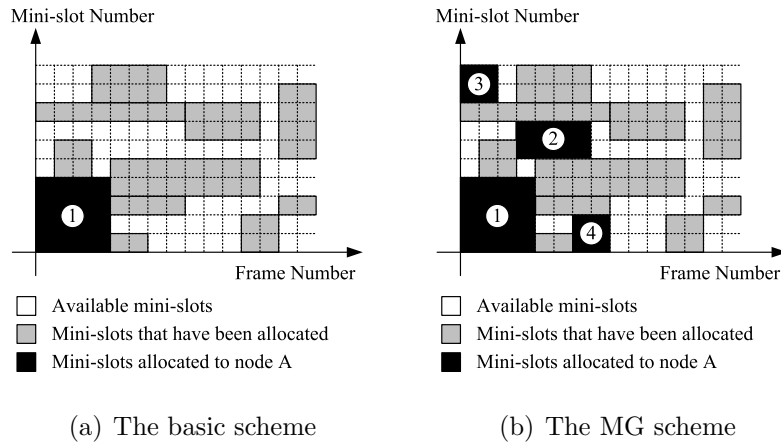 Mini-slot Number
1
Frame Number
Available mini-slots
Mini-slots that have been allocated
Mini-slots allocated to node A
(a) The basic scheme
Mini-slot Number
3
2
1
4
Frame Number
Available mini-slots
Mini-slots that have been allocated
Mini-slots allocated to node A
(b) The MG scheme